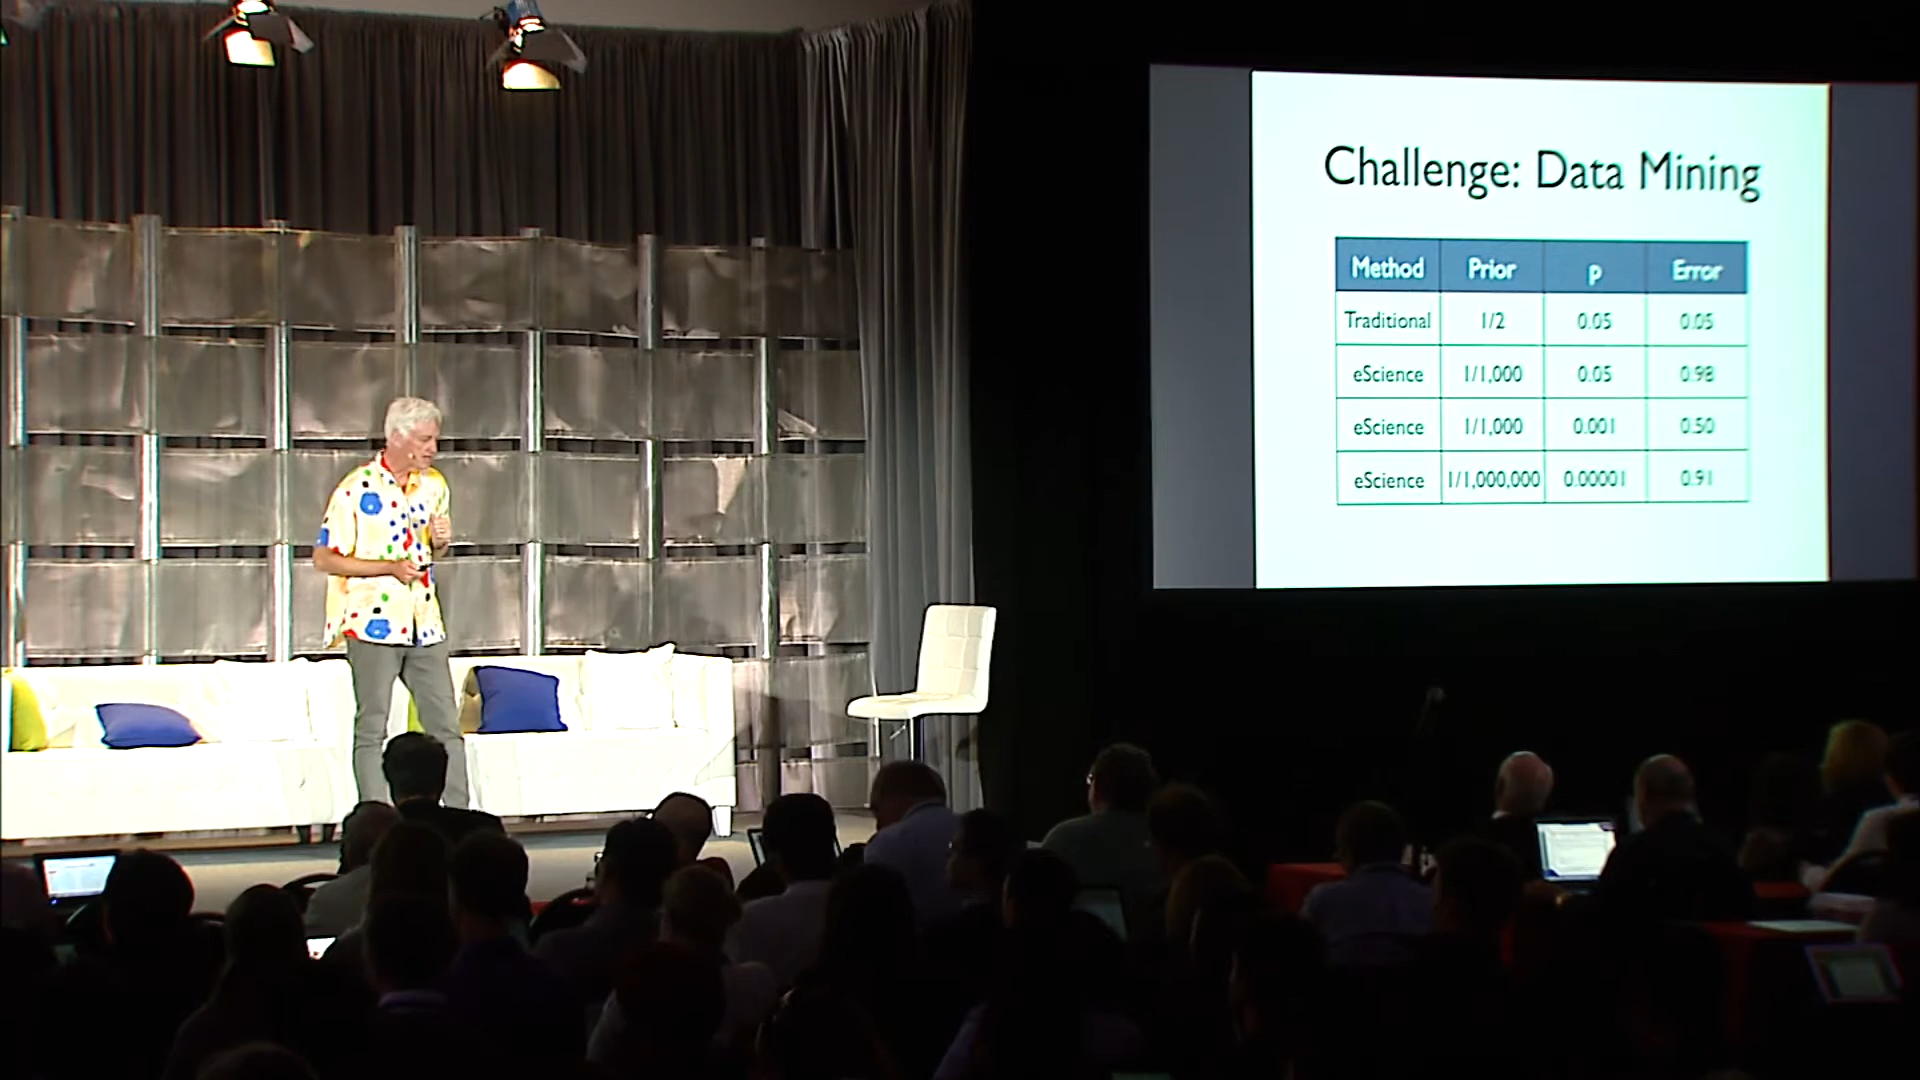 Challenge: Data Mining
Method Prior p Error
Traditional 1/2 0.05 0.05
eScience 1/1,000 0.05 0.98
eScience 1/1,000 0.001 0.50
eScience 1/1,000,000 0.00001 0.91